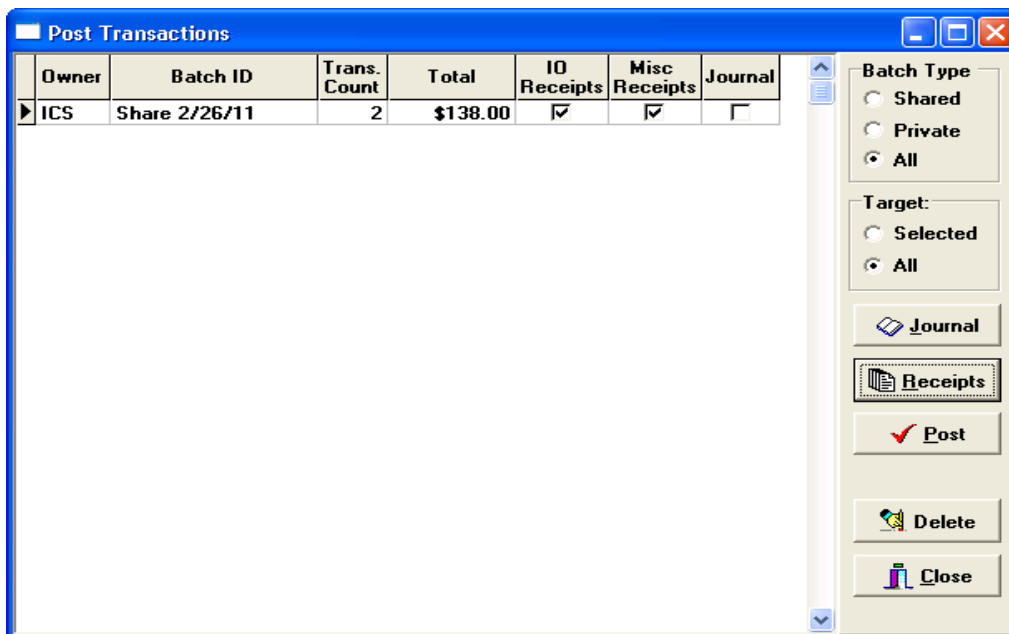 Post Transactions
Owner Batch ID Trans. Count Total IO Receipts Misc Receipts Journal
ICS Share 2/26/11 2 $138.00
Batch Type
Shared
Private
All
Target:
Selected
All
Journal
Receipts
Post
Delete
Close